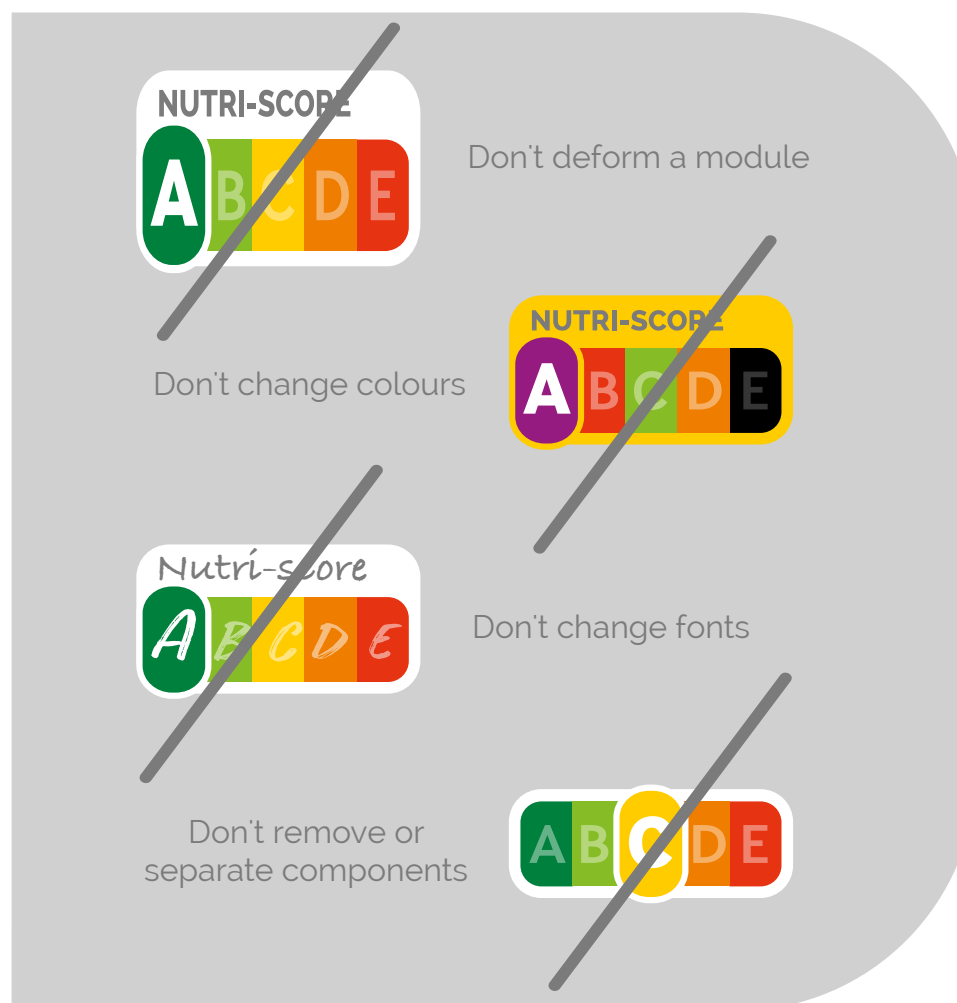 NUTRI-SCORE
A B C D E
Don't deform a module
NUTRI-SCORE
A B C D E
Don't change colours
Nutri-score
A B C D E
Don't change fonts
A B C D E
Don't remove or
separate components